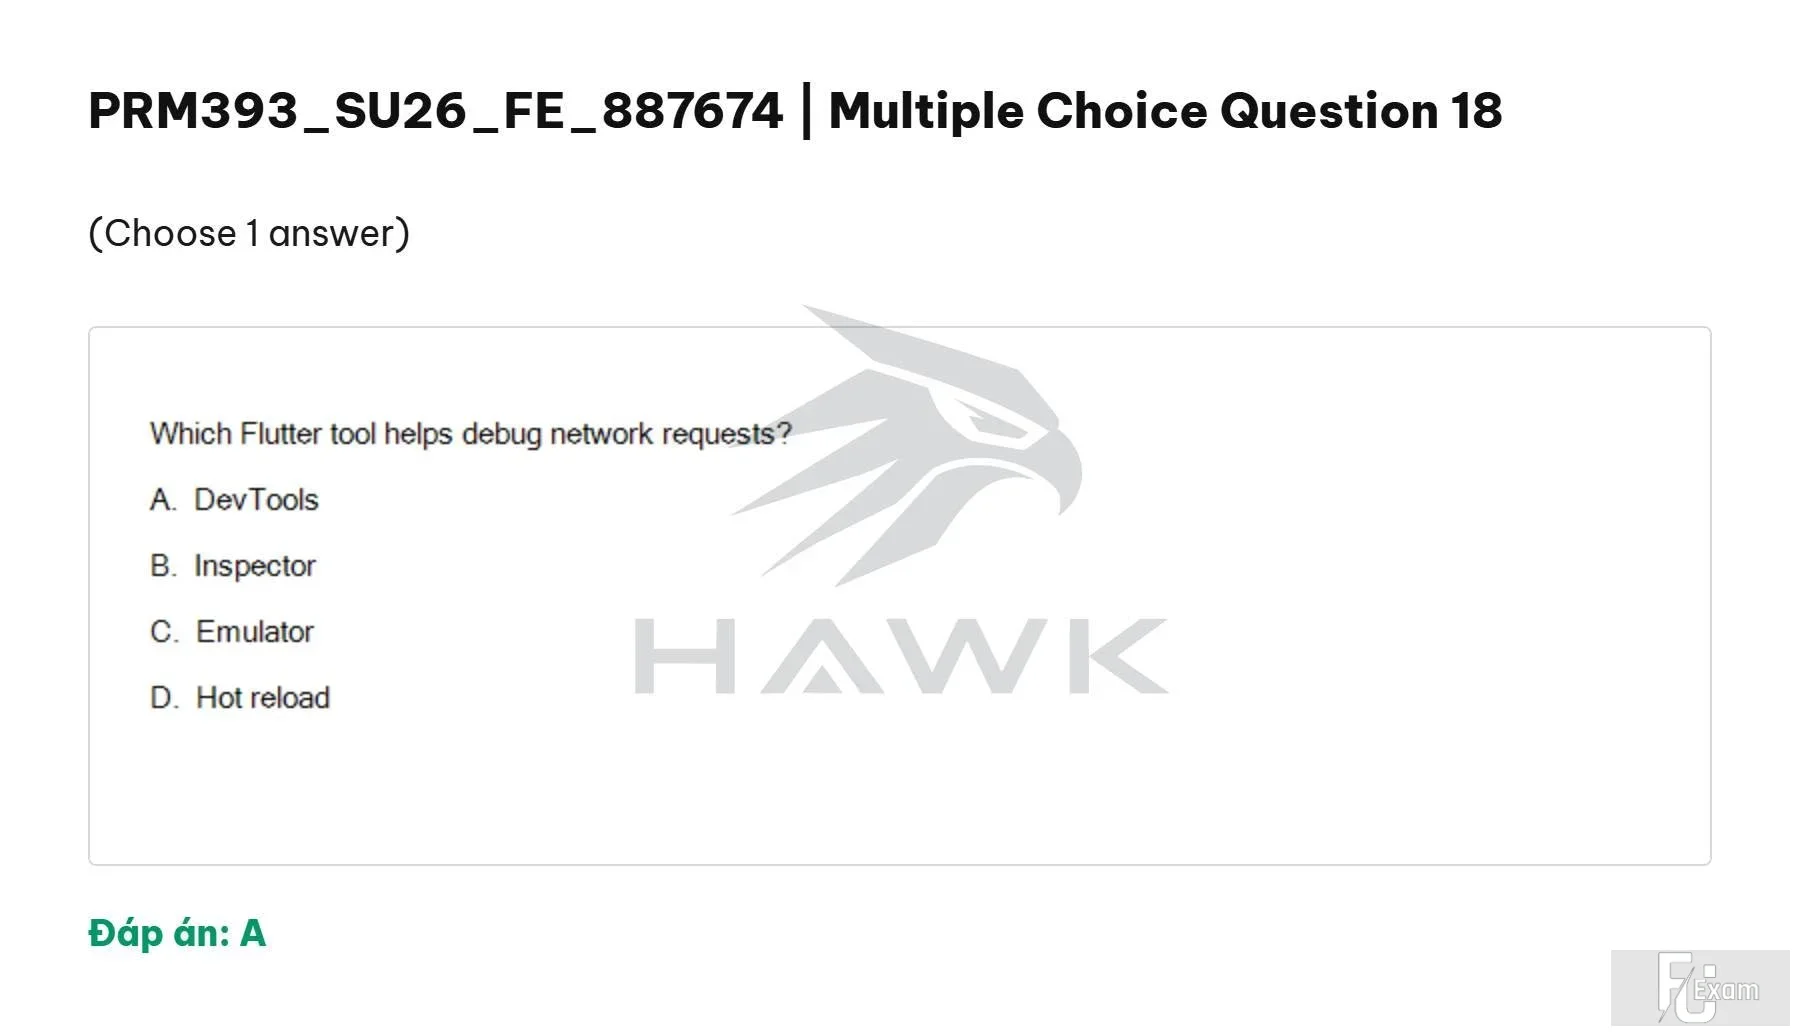 PRM393_SU26_FE_887674 | Multiple Choice Question 18
(Choose 1 answer)
Which Flutter tool helps debug network requests?
A. DevTools
B. Inspector
C. Emulator
D. Hot reload
HAWK
Đáp án: A
FU Exam